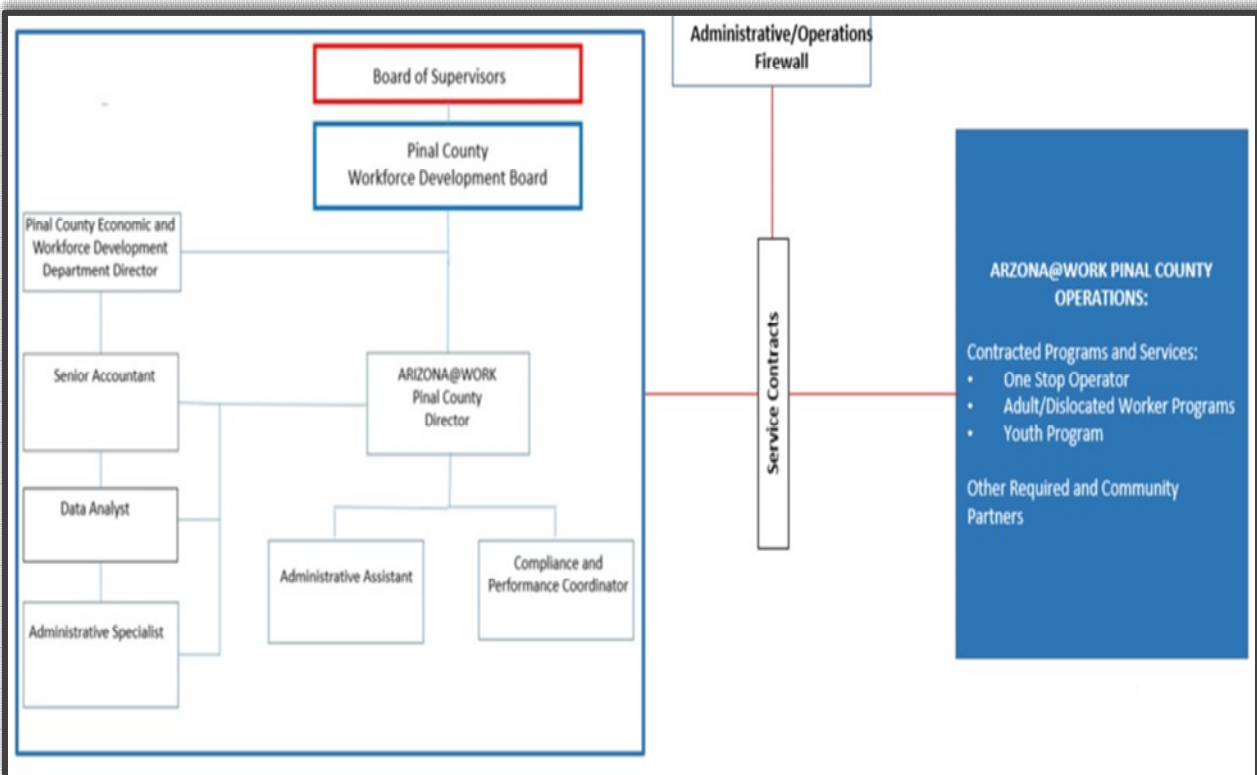 Administrative/Operations
Firewall
Board of Supervisors
Pinal County
Workforce Development Board
Pinal County Economic and
Workforce Development
Department Director
Senior Accountant
ARIZONA@WORK
Pinal County
Director
Data Analyst
Administrative Assistant
Compliance and
Performance Coordinator
Administrative Specialist
Service Contracts
ARZONA@WORK PINAL COUNTY
OPERATIONS:
Contracted Programs and Services:
• One Stop Operator
• Adult/Dislocated Worker Programs
• Youth Program
Other Required and Community
Partners